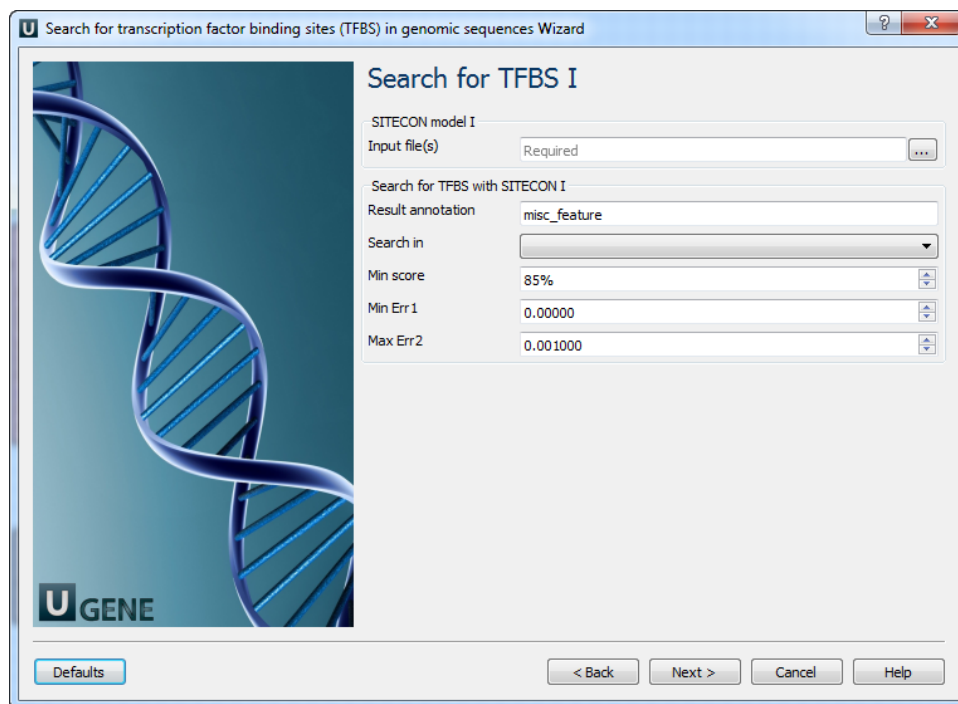 U Search for transcription factor binding sites (TFBS) in genomic sequences Wizard ?
Search for TFBS I
SITECON model I
Input file(s) Required ...
Search for TFBS with SITECON I
Result annotation misc_feature
Search in
Min score 85%
Min Err1 0.00000
Max Err2 0.001000
U GENE
Defaults < Back Next > Cancel Help